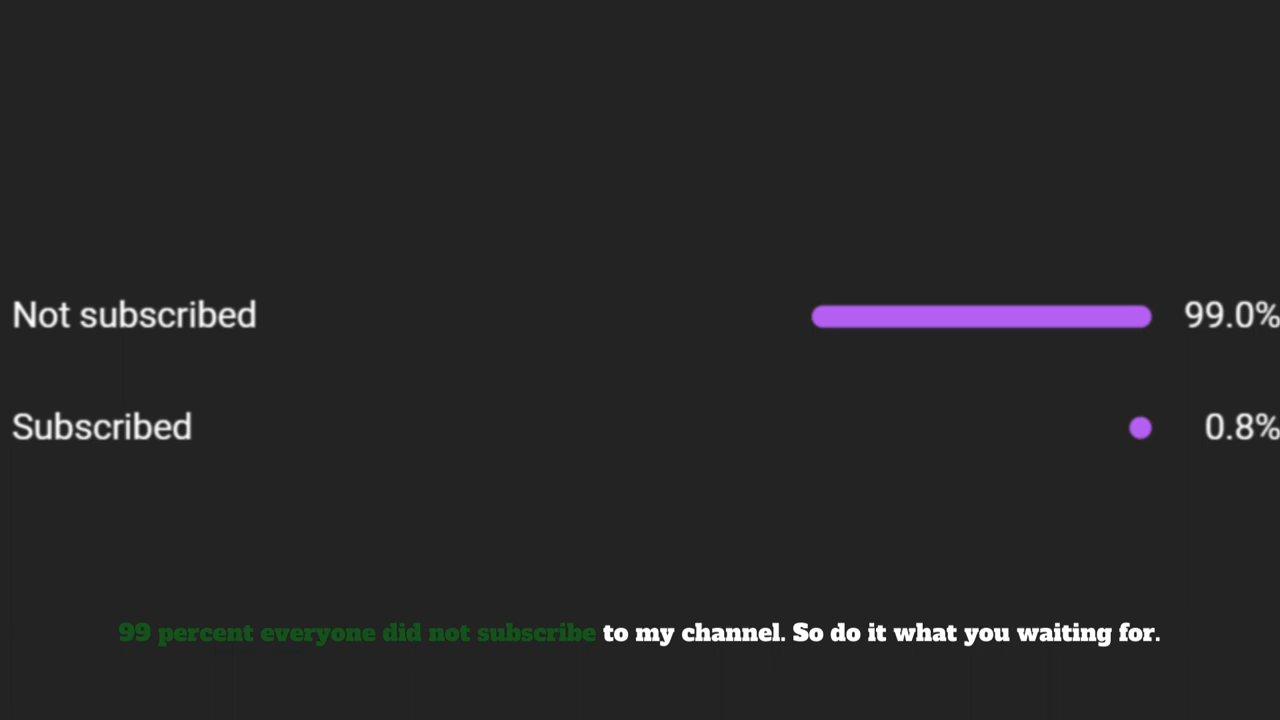 Not subscribed 99.0%
Subscribed 0.8%
99 percent everyone did not subscribe to my channel. So do it what you waiting for.